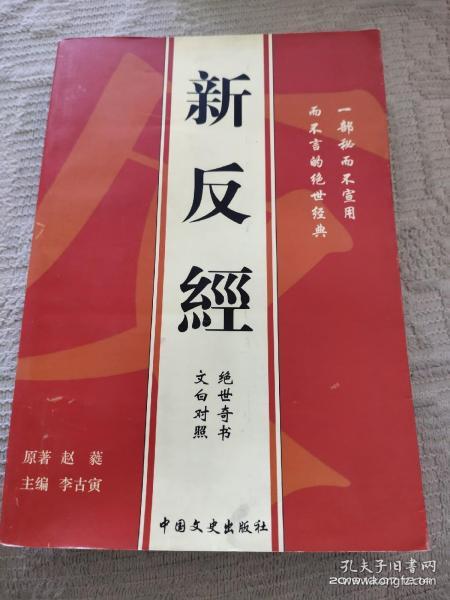 新反經
一部秘而不宣用
而不言的绝世经典
绝世奇书
文白对照
原著 赵蕤
主编 李古寅
中国文史出版社
孔夫子旧书网